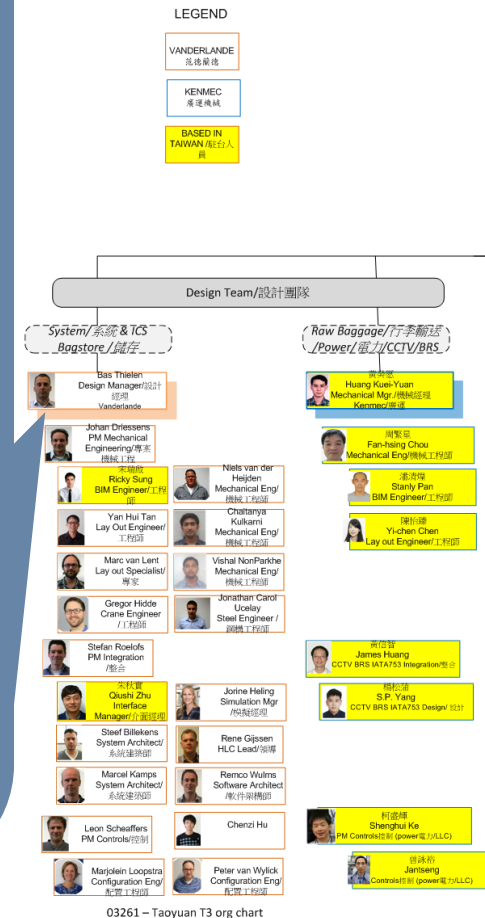 LEGEND
VANDERLANDE
范德蘭德
KENMEC
廣運機械
BASED IN
TAIWAN /駐台人
員
Design Team/設計團隊
System/系統 & ICS
Bagstore /儲存
Raw Baggage/行李輸送
/Power/電力/CCTV/BRS
Bas Thielen
Design Manager/設計
經理
Vanderlande
Huang Kuei-Yuan
Mechanical Mgr./機械經理
Kenmec/廣運
Johan Driessens
PM Mechanical
Engineering/專案
機械工程
周繁星
Fan-hsing Chou
Mechanical Eng/機械工程師
Ricky Sung
BIM Engineer/工程
師
Niels van der
Heijden
Mechanical Eng/
機械工程師
潘清煌
Stanly Pan
BIM Engineer/工程師
Yan Hui Tan
Lay Out Engineer/
工程師
Chaitanya
Kulkarni
Mechanical Eng/
機械工程師
陳怡蓁
Yi-chen Chen
Lay out Engineer/工程師
Marc van Lent
Lay out Specialist/
專家
Vishal NonParkhe
Mechanical Eng/
機械工程師
Gregor Hidde
Crane Engineer
/工程師
Jonathan Carol
Ucelay
Steel Engineer /
鋼構工程師
Stefan Roelofs
PM Integration
/整合
黃信智
James Huang
CCTV BRS IATA753 Integration/整合
朱秋實
Qiushi Zhu
Interface
Manager/介面經理
Jorine Heling
Simulation Mgr
/模擬經理
楊松蒲
S.P. Yang
CCTV BRS IATA753 Design/ 設計
Steef Billekens
System Architect/
系統建築師
Rene Gijssen
HLC Lead/領導
Marcel Kamps
System Architect/
系統建築師
Remco Wulms
Software Architect
/軟件架構師
Leon Scheaffers
PM Controls/控制
Chenzi Hu
柯盛輝
Shenghui Ke
PM Controls控制 (power電力/LLC)
Marjolein Loopstra
Configuration Eng/
配置工程師
Peter van Wylick
Configuration Eng/
配置工程師
曾詠裕
Jantseng
Controls控制 (power電力/LLC)
03261 – Taoyuan T3 org chart